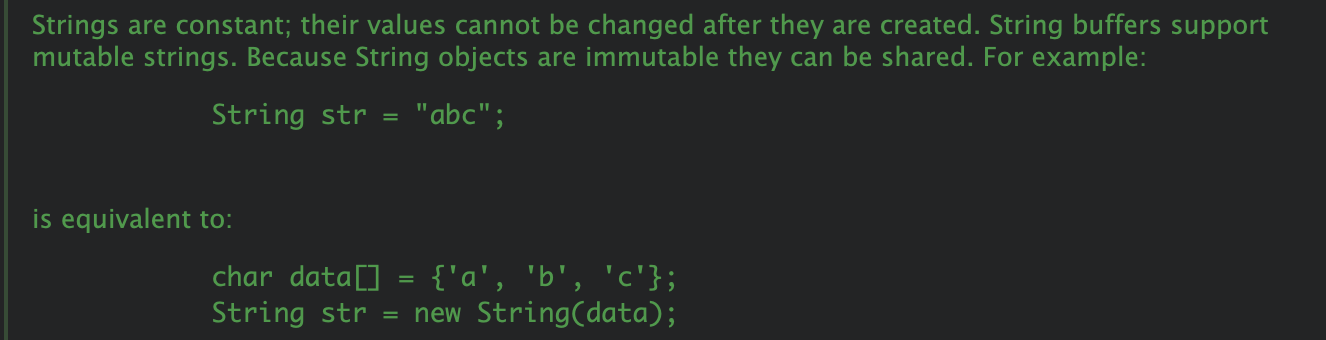 Strings are constant; their values cannot be changed after they are created. String buffers support
mutable strings. Because String objects are immutable they can be shared. For example:
String str = "abc";
is equivalent to:
char data[] = {'a', 'b', 'c'};
String str = new String(data);